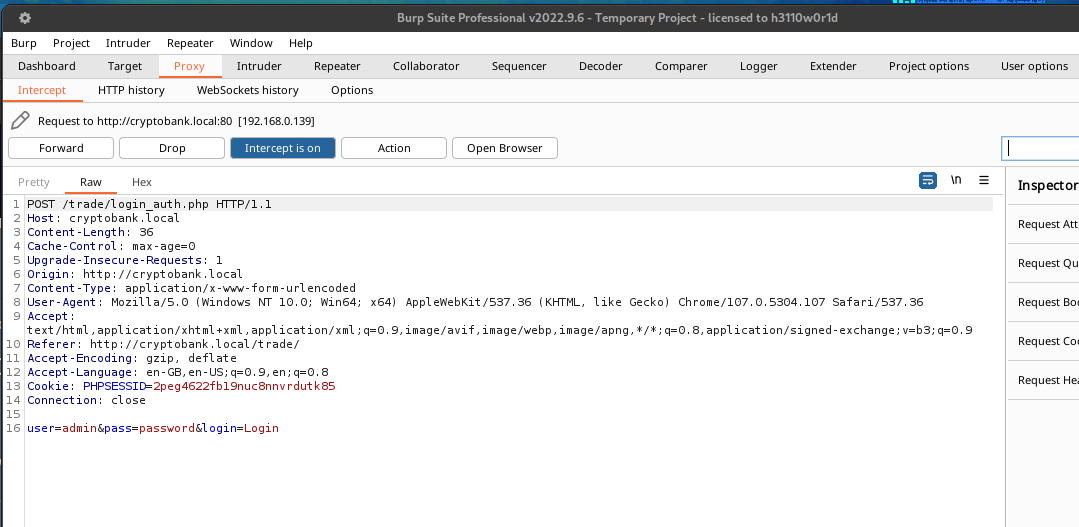 Burp Suite Professional v2022.9.6 - Temporary Project - licensed to h3110w0r1d
Burp Project Intruder Repeater Window Help
Dashboard Target Proxy Intruder Repeater Collaborator Sequencer Decoder Comparer Logger Extender Project options User options
Intercept HTTP history WebSockets history Options
Request to http://cryptobank.local:80 [192.168.0.139]
Forward Drop Intercept is on Action Open Browser
Pretty Raw Hex \n
Inspector
1 POST /trade/login_auth.php HTTP/1.1
2 Host: cryptobank.local
3 Content-Length: 36
4 Cache-Control: max-age=0
5 Upgrade-Insecure-Requests: 1
6 Origin: http://cryptobank.local
7 Content-Type: application/x-www-form-urlencoded
8 User-Agent: Mozilla/5.0 (Windows NT 10.0; Win64; x64) AppleWebKit/537.36 (KHTML, like Gecko) Chrome/107.0.5304.107 Safari/537.36
9 Accept:
text/html,application/xhtml+xml,application/xml;q=0.9,image/avif,image/webp,image/apng,*/*;q=0.8,application/signed-exchange;v=b3;q=0.9
10 Referer: http://cryptobank.local/trade/
11 Accept-Encoding: gzip, deflate
12 Accept-Language: en-GB,en-US;q=0.9,en;q=0.8
13 Cookie: PHPSESSID=2peg4622fb19nuc8nnvrdutk85
14 Connection: close
15
16 user=admin&pass=password&login=Login
Request Att
Request Qu
Request Bo
Request Coo
Request Hea